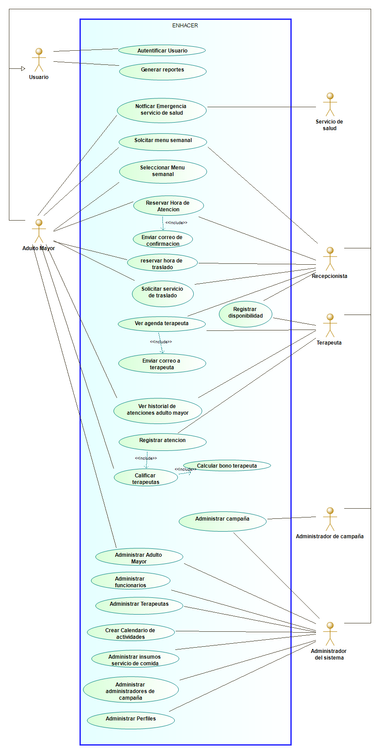 ENHACER
Autentificar Usuario
Generar reportes
Usuario
Notficar Emergencia
servicio de salud
Servicio de
salud
Solcitar menu semanal
Seleccionar Menu
semanal
Reservar Hora de
Atencion
<<include>>
Enviar correo de
confirmacion
Adulto Mayor
reservar hora de
traslado
Recepcionista
Solicitar servicio
de traslado
Registrar
disponibilidad
Ver agenda terapeuta
Terapeuta
<<include>>
Enviar correo a
terapeuta
Ver historial de
atenciones adulto mayor
Registrar atencion
<<include>>
Calcular bono terapeuta
<<include>>
Calificar
terapeutas
Administrar campaña
Administrador de campaña
Administrar Adulto
Mayor
Administrar
funcionarios
Administrar Terapeutas
Crear Calendario de
actividades
Administrador
del sistema
Administrar insumos
servicio de comida
Administrar
administradores de
campaña
Administrar Perfiles